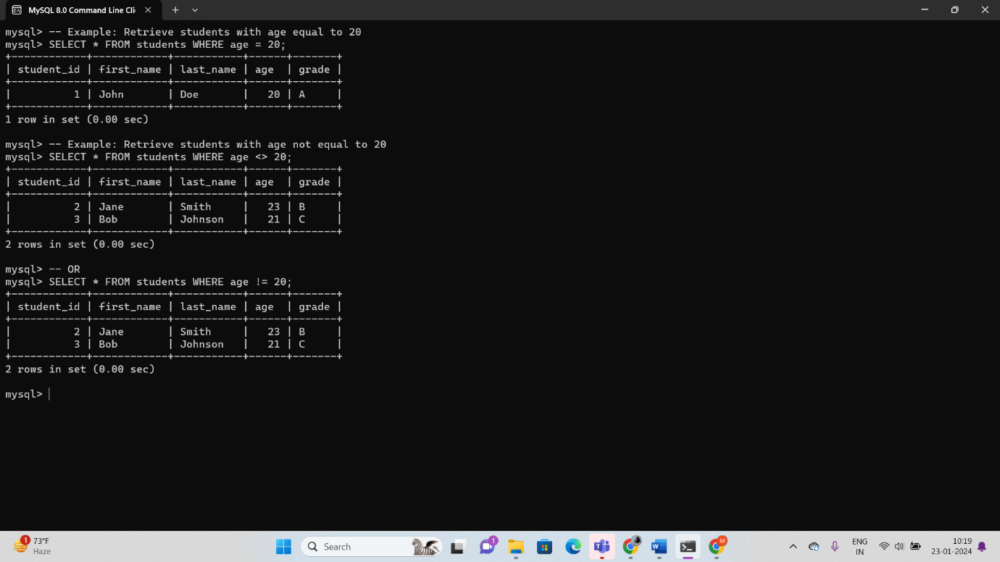 MySQL 8.0 Command Line Cli
mysql> -- Example: Retrieve students with age equal to 20
mysql> SELECT * FROM students WHERE age = 20;
+------------+------------+-----------+------+-------+
| student_id | first_name | last_name | age  | grade |
+------------+------------+-----------+------+-------+
|          1 | John       | Doe       |   20 | A     |
+------------+------------+-----------+------+-------+
1 row in set (0.00 sec)
mysql> -- Example: Retrieve students with age not equal to 20
mysql> SELECT * FROM students WHERE age <> 20;
+------------+------------+-----------+------+-------+
| student_id | first_name | last_name | age  | grade |
+------------+------------+-----------+------+-------+
|          2 | Jane       | Smith     |   23 | B     |
|          3 | Bob        | Johnson   |   21 | C     |
+------------+------------+-----------+------+-------+
2 rows in set (0.00 sec)
mysql> -- OR
mysql> SELECT * FROM students WHERE age != 20;
+------------+------------+-----------+------+-------+
| student_id | first_name | last_name | age  | grade |
+------------+------------+-----------+------+-------+
|          2 | Jane       | Smith     |   23 | B     |
|          3 | Bob        | Johnson   |   21 | C     |
+------------+------------+-----------+------+-------+
2 rows in set (0.00 sec)
mysql>
1
73°F
Haze
Search
1
M
ENG
IN
10:19
23-01-2024